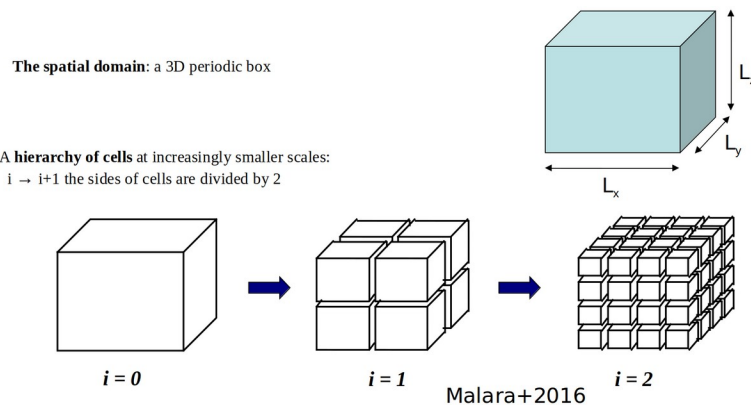 The spatial domain: a 3D periodic box
L
L_y
A hierarchy of cells at increasingly smaller scales:
i → i+1 the sides of cells are divided by 2
L_x
i = 0
i = 1
i = 2
Malara+2016